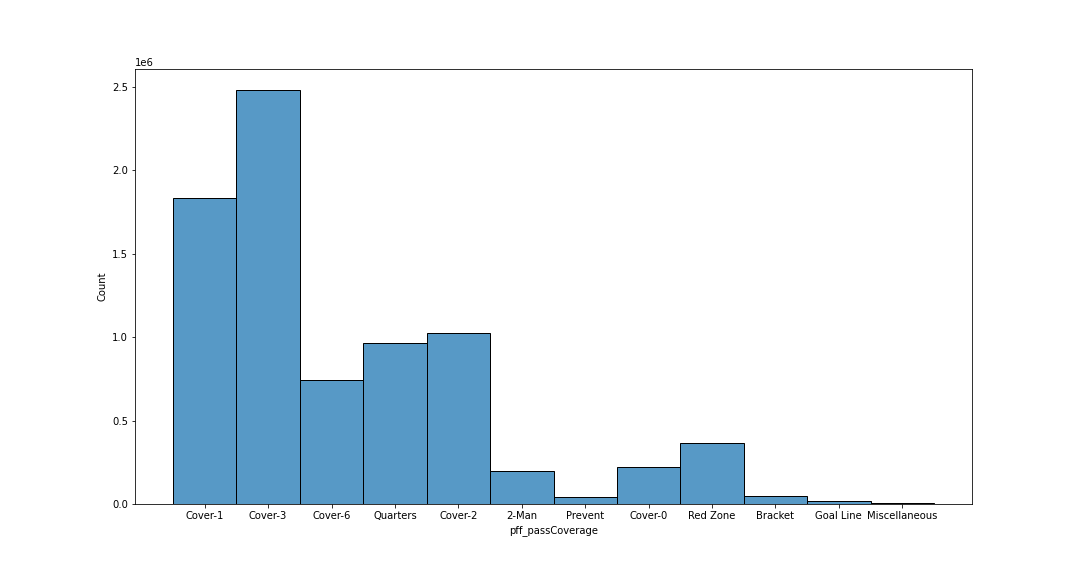 1e6
2.5
2.0
1.5
1.0
0.5
0.0
Count
Cover-1 Cover-3 Cover-6 Quarters Cover-2 2-Man Prevent Cover-0 Red Zone Bracket Goal Line Miscellaneous
pff_passCoverage